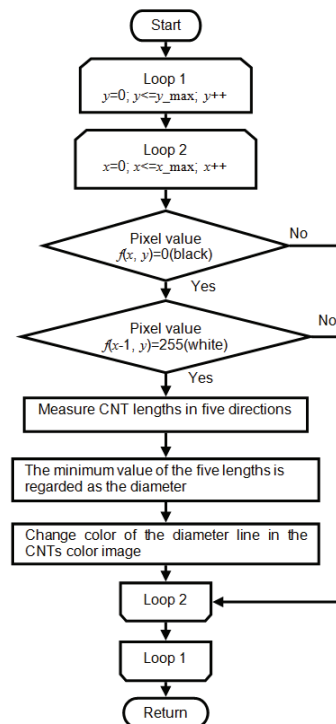 Start
Loop 1
y=0; y<=y_max; y++
Loop 2
x=0; x<=x_max; x++
No
Pixel value
f(x, y)=0(black)
Yes
No
Pixel value
f(x-1, y)=255(white)
Yes
Measure CNT lengths in five directions
The minimum value of the five lengths is
regarded as the diameter
Change color of the diameter line in the
CNTs color image
Loop 2
Loop 1
Return